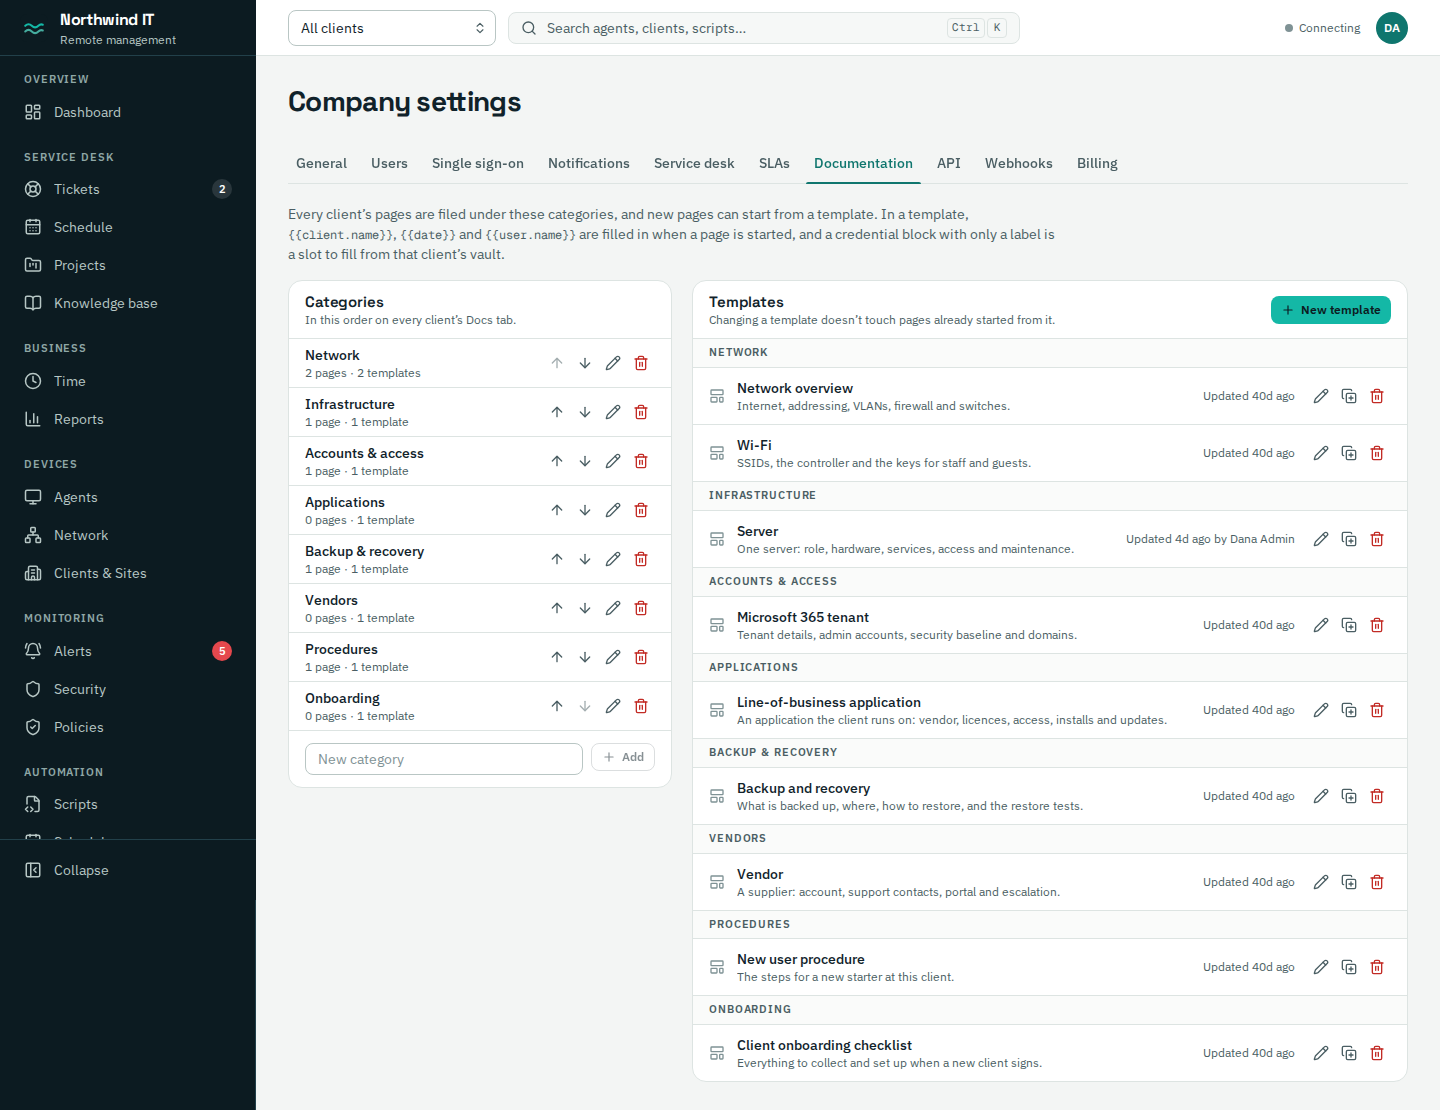 Northwind IT
Remote management
OVERVIEW
Dashboard
SERVICE DESK
Tickets 2
Schedule
Projects
Knowledge base
BUSINESS
Time
Reports
DEVICES
Agents
Network
Clients & Sites
MONITORING
Alerts 5
Security
Policies
AUTOMATION
Scripts
Collapse
All clients
Search agents, clients, scripts... Ctrl K
Connecting DA
Company settings
General Users Single sign-on Notifications Service desk SLAs Documentation API Webhooks Billing
Every client’s pages are filed under these categories, and new pages can start from a template. In a template,
{{client.name}}, {{date}} and {{user.name}} are filled in when a page is started, and a credential block with only a label is
a slot to fill from that client’s vault.
Categories
In this order on every client’s Docs tab.
Network
2 pages · 2 templates
Infrastructure
1 page · 1 template
Accounts & access
1 page · 1 template
Applications
0 pages · 1 template
Backup & recovery
1 page · 1 template
Vendors
0 pages · 1 template
Procedures
1 page · 1 template
Onboarding
0 pages · 1 template
New category Add
Templates
Changing a template doesn’t touch pages already started from it.
New template
NETWORK
Network overview
Internet, addressing, VLANs, firewall and switches.
Updated 40d ago
Wi-Fi
SSIDs, the controller and the keys for staff and guests.
Updated 40d ago
INFRASTRUCTURE
Server
One server: role, hardware, services, access and maintenance.
Updated 4d ago by Dana Admin
ACCOUNTS & ACCESS
Microsoft 365 tenant
Tenant details, admin accounts, security baseline and domains.
Updated 40d ago
APPLICATIONS
Line-of-business application
An application the client runs on: vendor, licences, access, installs and updates.
Updated 40d ago
BACKUP & RECOVERY
Backup and recovery
What is backed up, where, how to restore, and the restore tests.
Updated 40d ago
VENDORS
Vendor
A supplier: account, support contacts, portal and escalation.
Updated 40d ago
PROCEDURES
New user procedure
The steps for a new starter at this client.
Updated 40d ago
ONBOARDING
Client onboarding checklist
Everything to collect and set up when a new client signs.
Updated 40d ago